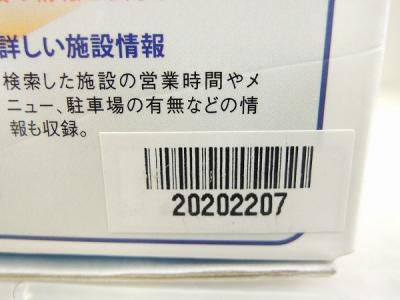 詳しい施設情報
検索した施設の営業時間やメ
ニュー、駐車場の有無などの情
報も収録。
20202207